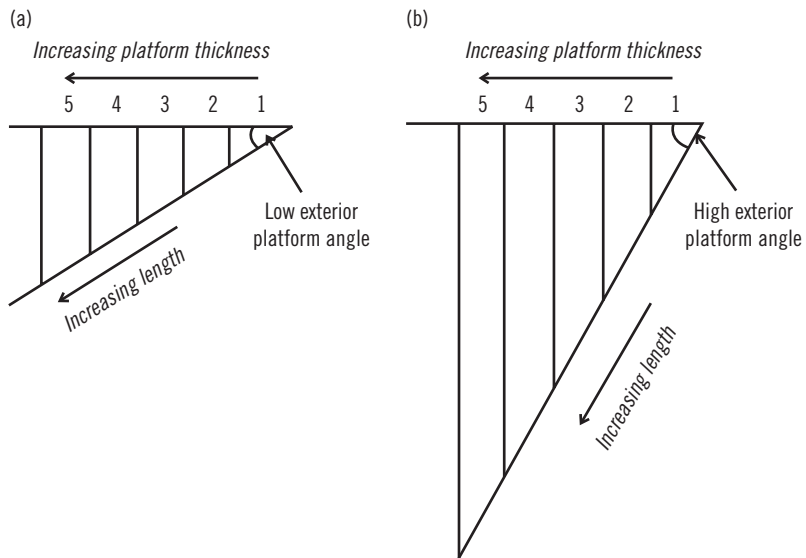 (a)
Increasing platform thickness
5 4 3 2 1
Low exterior
platform angle
Increasing length
(b)
Increasing platform thickness
5 4 3 2 1
High exterior
platform angle
Increasing length